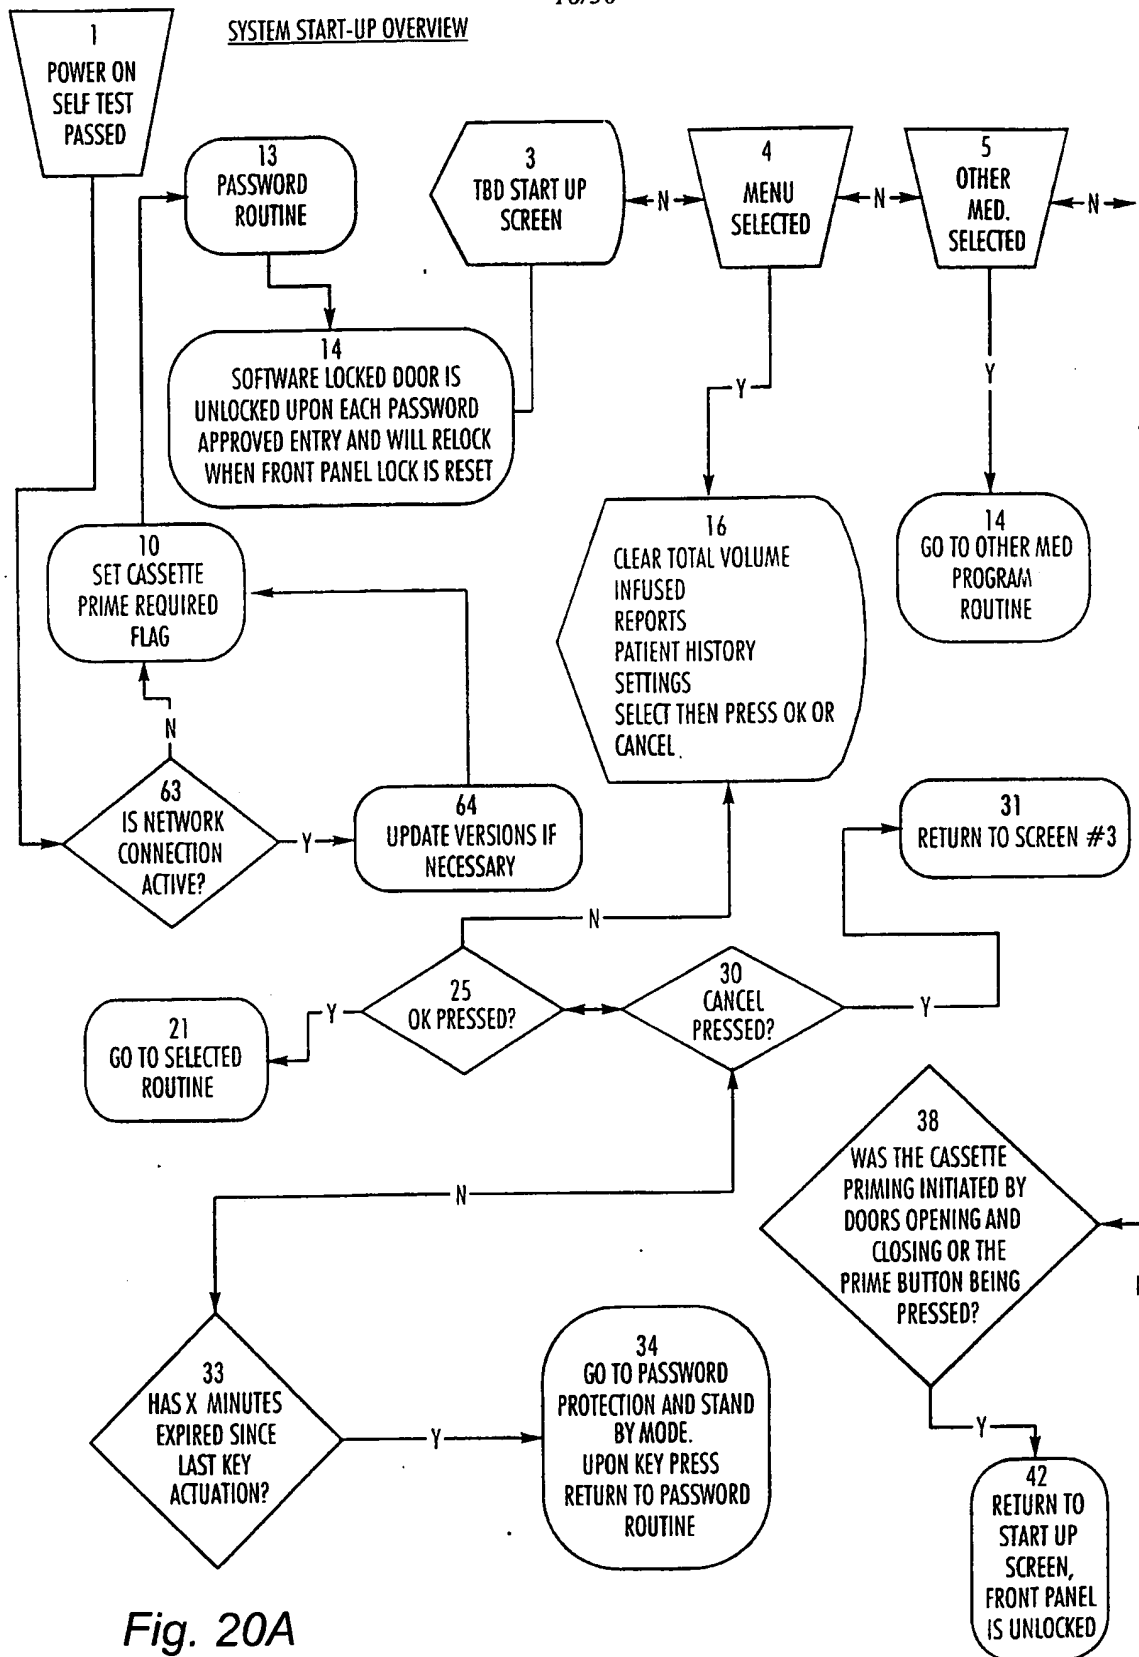 SYSTEM START-UP OVERVIEW
1
POWER ON
SELF TEST
PASSED
13
PASSWORD
ROUTINE
3
TBD START UP
SCREEN
N
4
MENU
SELECTED
N
5
OTHER
MED.
SELECTED
N
14
SOFTWARE LOCKED DOOR IS
UNLOCKED UPON EACH PASSWORD
APPROVED ENTRY AND WILL RELOCK
WHEN FRONT PANEL LOCK IS RESET
Y
Y
10
SET CASSETTE
PRIME REQUIRED
FLAG
16
CLEAR TOTAL VOLUME
INFUSED
REPORTS
PATIENT HISTORY
SETTINGS
SELECT THEN PRESS OK OR
CANCEL.
14
GO TO OTHER MED
PROGRAM
ROUTINE
N
63
IS NETWORK
CONNECTION
ACTIVE?
Y
64
UPDATE VERSIONS IF
NECESSARY
31
RETURN TO SCREEN #3
N
25
OK PRESSED?
30
CANCEL
PRESSED?
Y
Y
21
GO TO SELECTED
ROUTINE
38
WAS THE CASSETTE
PRIMING INITIATED BY
DOORS OPENING AND
CLOSING OR THE
PRIME BUTTON BEING
PRESSED?
N
33
HAS X MINUTES
EXPIRED SINCE
LAST KEY
ACTUATION?
Y
34
GO TO PASSWORD
PROTECTION AND STAND
BY MODE.
UPON KEY PRESS
RETURN TO PASSWORD
ROUTINE
Y
42
RETURN TO
START UP
SCREEN,
FRONT PANEL
IS UNLOCKED
Fig. 20A